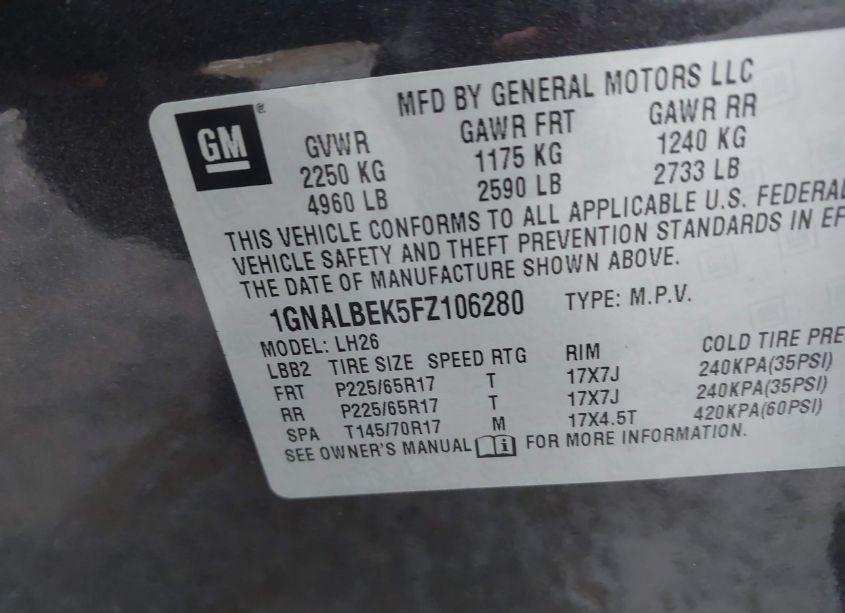 MFD BY GENERAL MOTORS LLC
GM®
GVWR GAWR FRT GAWR RR
2250 KG 1175 KG 1240 KG
4960 LB 2590 LB 2733 LB
THIS VEHICLE CONFORMS TO ALL APPLICABLE U.S. FEDERAL
VEHICLE SAFETY AND THEFT PREVENTION STANDARDS IN EF
THE DATE OF MANUFACTURE SHOWN ABOVE.
1GNALBEK5FZ106280 TYPE: M.P.V.
MODEL: LH26
LBB2 TIRE SIZE SPEED RTG RIM COLD TIRE PRE
FRT P225/65R17 T 17X7J 240KPA(35PSI)
RR P225/65R17 T 17X7J 240KPA(35PSI)
SPA T145/70R17 M 17X4.5T 420KPA(60PSI)
SEE OWNER'S MANUAL i FOR MORE INFORMATION.